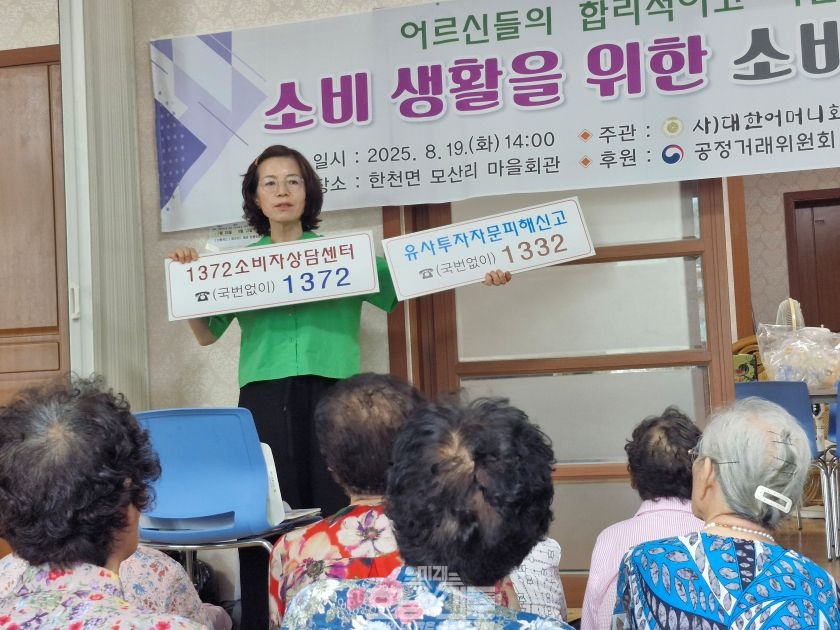 어르신들의 합리적이고
소비 생활을 위한 소비
일시 : 2025. 8. 19.(화) 14:00
장소 : 한천면 모산리 마을회관
주관 : 사)대한어머니회
후원 : 공정거래위원회
1372소비자상담센터
☎(국번없이) 1372
유사투자자문피해신고
☎(국번없이) 1332